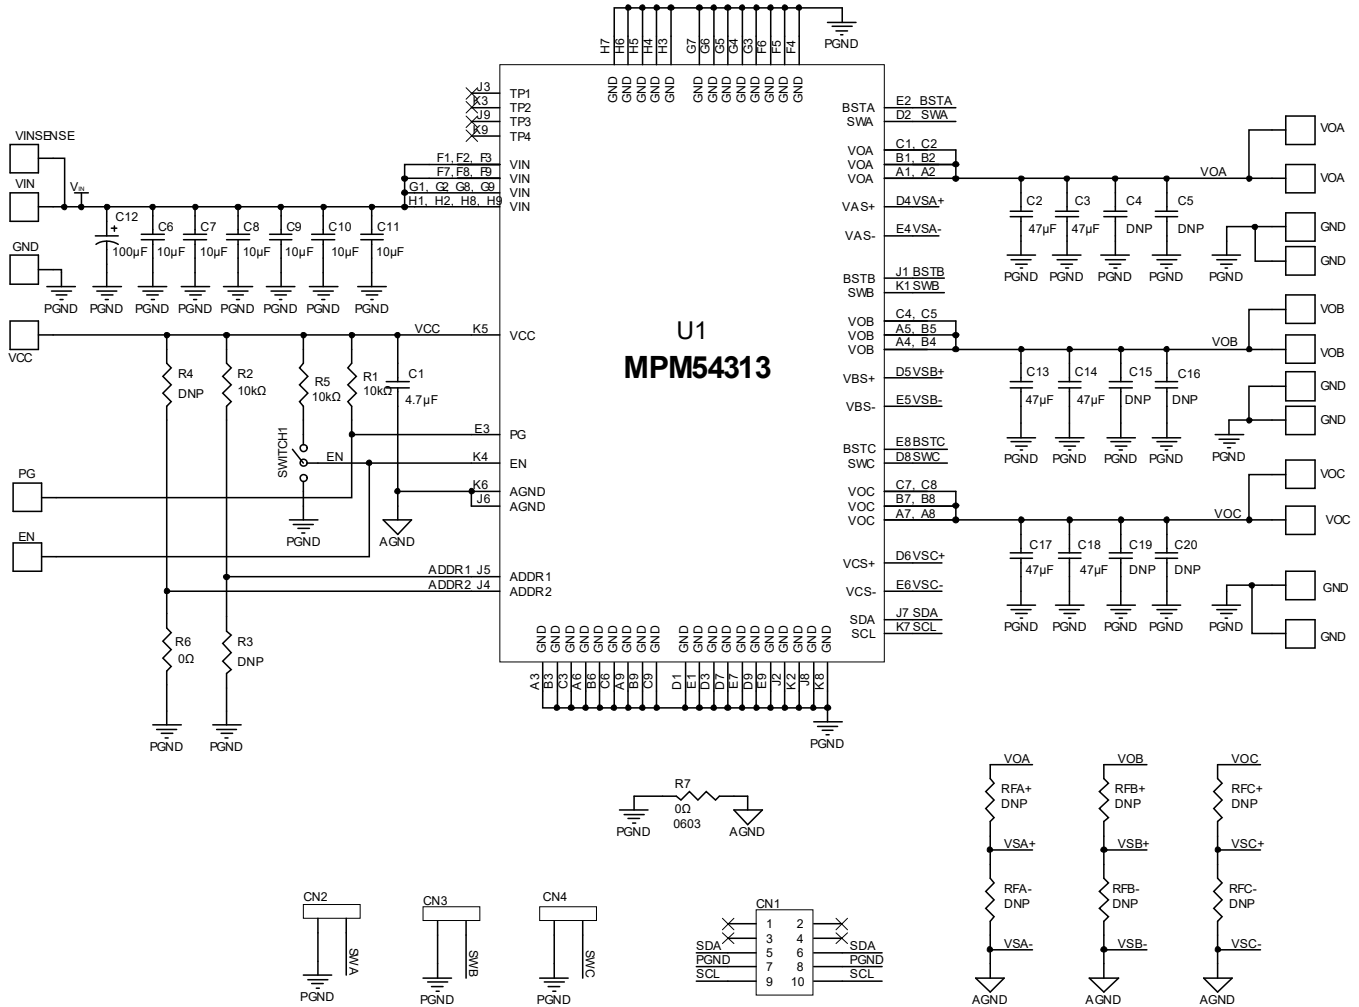 H7 H6 H5 H4 H3 G7 G6 G5 G4 G3 F6 F5 F4
PGND
GND GND GND GND GND GND GND GND GND GND GND GND GND
J3 TP1
K3 TP2
J9 TP3
K9 TP4
F1, F2, F3 VIN
F7, F8, F9 VIN
G1, G2 G8, G9 VIN
H1, H2, H8, H9 VIN
VINSENSE
VIN
VIN
GND
C12 C6 C7 C8 C9 C10 C11
100µF 10µF 10µF 10µF 10µF 10µF 10µF
PGND PGND PGND PGND PGND PGND PGND PGND
VCC
VCC K5 VCC
R4 DNP
R2 10kΩ
R5 10kΩ
R1 10kΩ
C1 4.7µF
SWITCH1
E3 PG
EN K4 EN
K6 AGND
J6 AGND
PG
EN
PGND AGND
ADDR1 J5 ADDR1
ADDR2 J4 ADDR2
R6 0Ω
R3 DNP
PGND PGND
U1
MPM54313
BSTA E2 BSTA
SWA D2 SWA
VOA C1, C2
VOA B1, B2
VOA A1, A2
VAS+ D4 VSA+
VAS- E4 VSA-
BSTB J1 BSTB
SWB K1 SWB
VOB C4, C5
VOB A5, B5
VOB A4, B4
VBS+ D5 VSB+
VBS- E5 VSB-
BSTC E8 BSTC
SWC D8 SWC
VOC C7, C8
VOC B7, B8
VOC A7, A8
VCS+ D6 VSC+
VCS- E6 VSC-
SDA J7 SDA
SCL K7 SCL
VOA
VOA
VOA
C2 C3 C4 C5
47µF 47µF DNP DNP
GND
GND
PGND PGND PGND PGND PGND
VOB
VOB
VOB
C13 C14 C15 C16
47µF 47µF DNP DNP
GND
GND
PGND PGND PGND PGND PGND
VOC
VOC
VOC
C17 C18 C19 C20
47µF 47µF DNP DNP
GND
GND
PGND PGND PGND PGND PGND
GND GND GND GND GND GND GND GND GND GND GND GND GND GND GND GND GND GND GND GND
A3 B3 C3 A6 B6 C6 A9 B9 C9 D1 E1 D3 D7 E7 D9 E9 J2 K2 J8 K8
PGND
R7
0Ω
0603
PGND AGND
VOA VOB VOC
RFA+ DNP RFB+ DNP RFC+ DNP
VSA+ VSB+ VSC+
RFA- DNP RFB- DNP RFC- DNP
VSA- VSB- VSC-
AGND AGND AGND
CN2 CN3 CN4
SWA SWB SWC
PGND PGND PGND
CN1
1 2
3 4
SDA 5 6 SDA
PGND 7 8 PGND
SCL 9 10 SCL